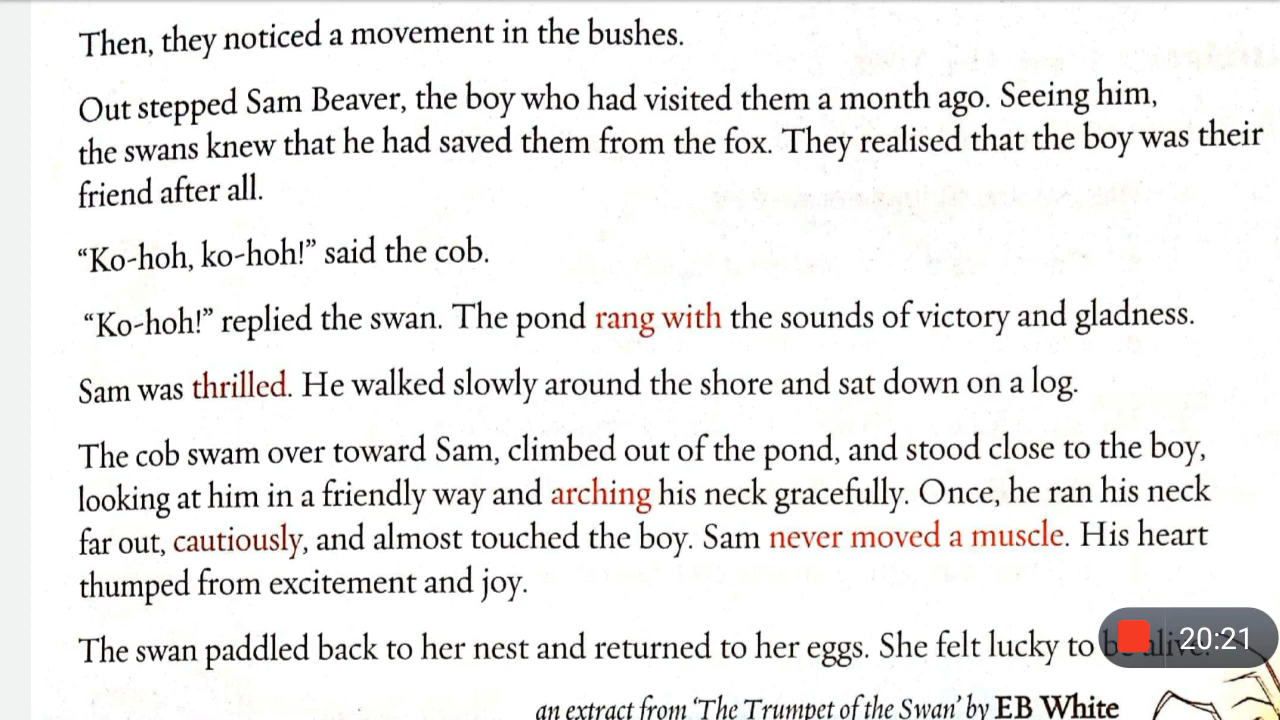 Then, they noticed a movement in the bushes.
Out stepped Sam Beaver, the boy who had visited them a month ago. Seeing him,
the swans knew that he had saved them from the fox. They realised that the boy was their
friend after all.
“Ko-hoh, ko-hoh!” said the cob.
“Ko-hoh!” replied the swan. The pond rang with the sounds of victory and gladness.
Sam was thrilled. He walked slowly around the shore and sat down on a log.
The cob swam over toward Sam, climbed out of the pond, and stood close to the boy,
looking at him in a friendly way and arching his neck gracefully. Once, he ran his neck
far out, cautiously, and almost touched the boy. Sam never moved a muscle. His heart
thumped from excitement and joy.
The swan paddled back to her nest and returned to her eggs. She felt lucky to be alive.
20:21
an extract from ‘The Trumpet of the Swan’ by EB White